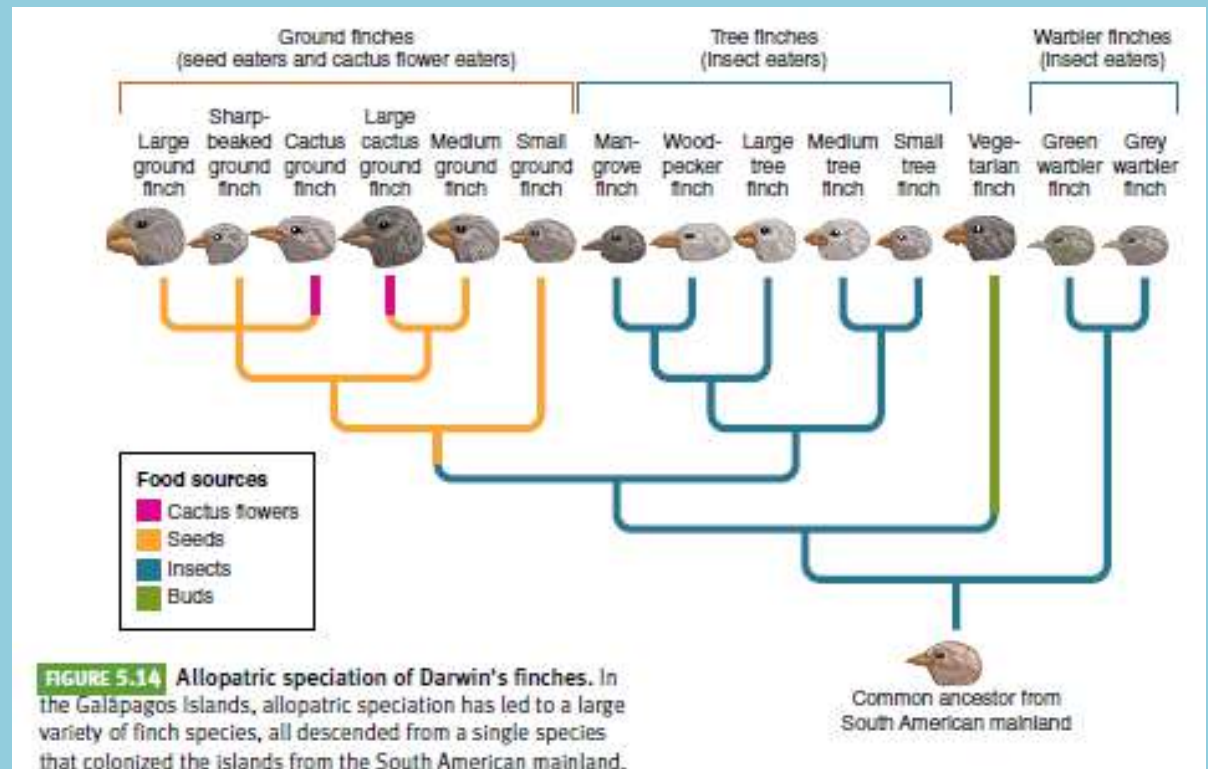 Ground finches
(seed eaters and cactus flower eaters)
Tree finches
(insect eaters)
Warbler finches
(insect eaters)
Large
ground
finch
Sharp-
beaked
ground
finch
Cactus
ground
finch
Large
cactus
ground
finch
Medium
ground
finch
Small
ground
finch
Man-
grove
finch
Wood-
pecker
finch
Large
tree
finch
Medium
tree
finch
Small
tree
finch
Vege-
tarian
finch
Green
warbler
finch
Grey
warbler
finch
Food sources
Cactus flowers
Seeds
Insects
Buds
Common ancestor from
South American mainland
FIGURE 5.14 Allopatric speciation of Darwin's finches. In
the Galápagos Islands, allopatric speciation has led to a large
variety of finch species, all descended from a single species
that colonized the islands from the South American mainland.